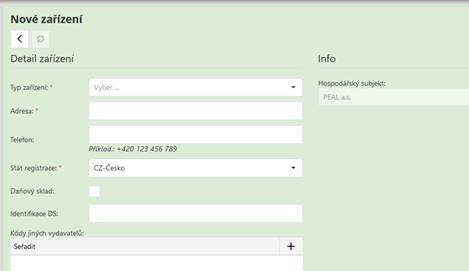 Nové zařízení
Detail zařízení
Typ zařízení: *
Vyber ...
Adresa: *
Telefon:
Příklad.: +420 123 456 789
Stát registrace: *
CZ-Česko
Daňový sklad:
Identifikace DS:
Kódy jiných vydavatelů:
Seřadit
+
Info
Hospodářský subjekt:
PEAL a.s.